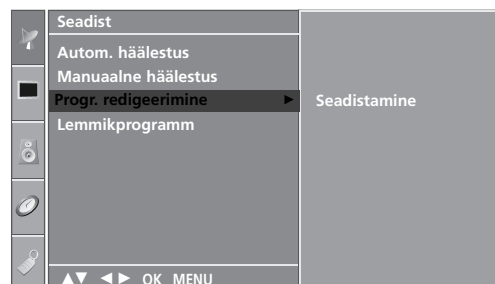 Seadist
Autom. häälestus
Manuaalne häälestus
Progr. redigeerimine ►
Seadistamine
Lemmikprogramm
▲▼ ◄► OK MENU